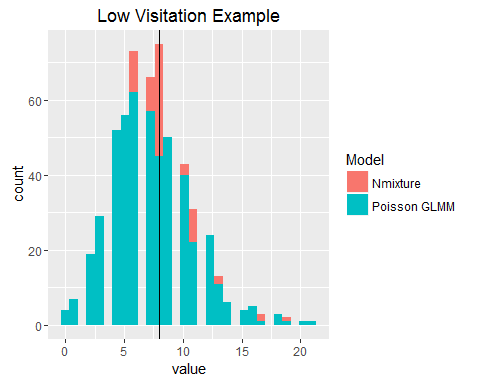 Low Visitation Example
60
40
20
0
count
0 5 10 15 20
value
Model
Nmixture
Poisson GLMM